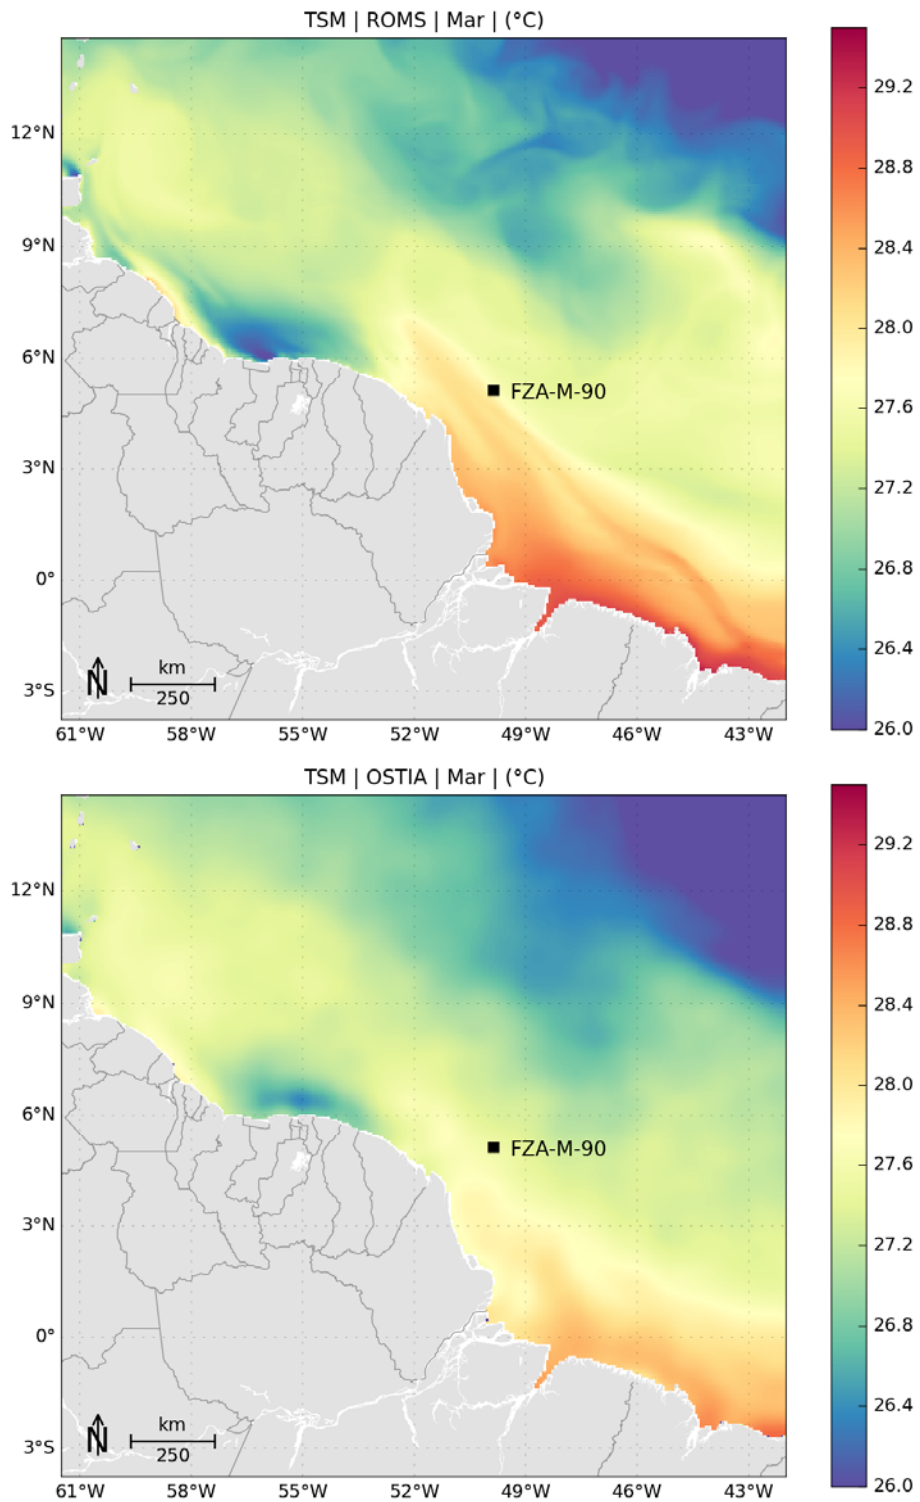 TSM | ROMS | Mar | (°C)
12°N
9°N
6°N
3°N
0°
3°S
FZA-M-90
N
km
250
61°W 58°W 55°W 52°W 49°W 46°W 43°W
29.2
28.8
28.4
28.0
27.6
27.2
26.8
26.4
26.0
TSM | OSTIA | Mar | (°C)
12°N
9°N
6°N
3°N
0°
3°S
FZA-M-90
N
km
250
61°W 58°W 55°W 52°W 49°W 46°W 43°W
29.2
28.8
28.4
28.0
27.6
27.2
26.8
26.4
26.0